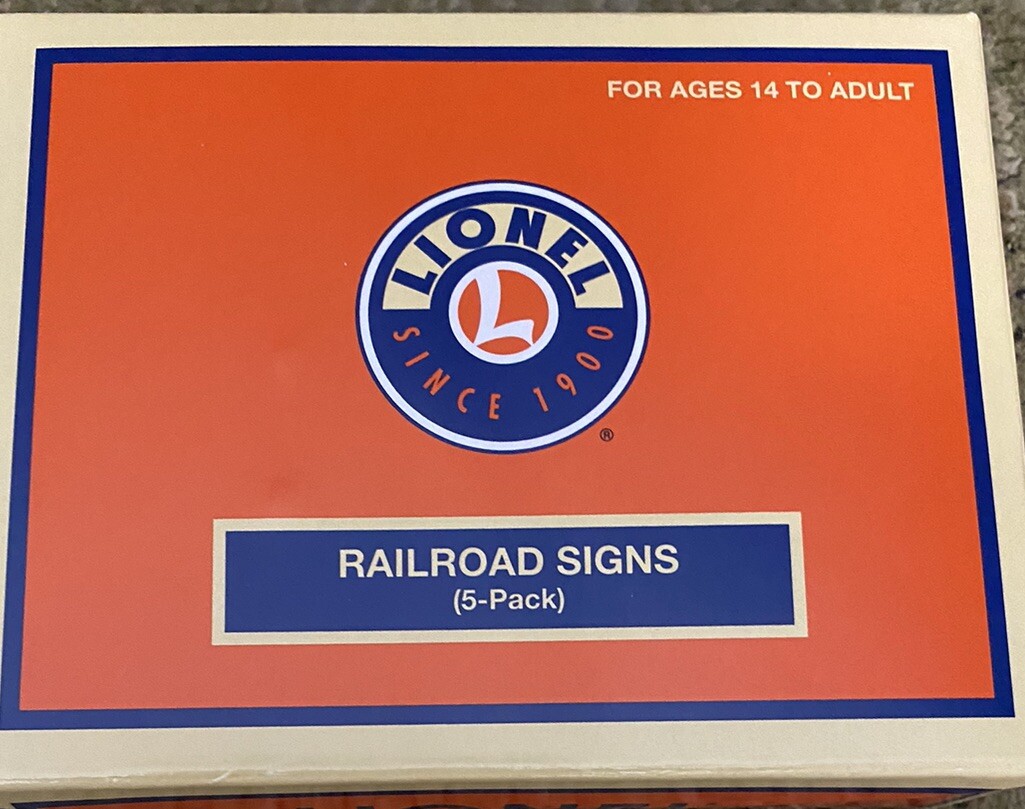 FOR AGES 14 TO ADULT
LIONEL
L
SINCE 1900
®
RAILROAD SIGNS
(5-Pack)